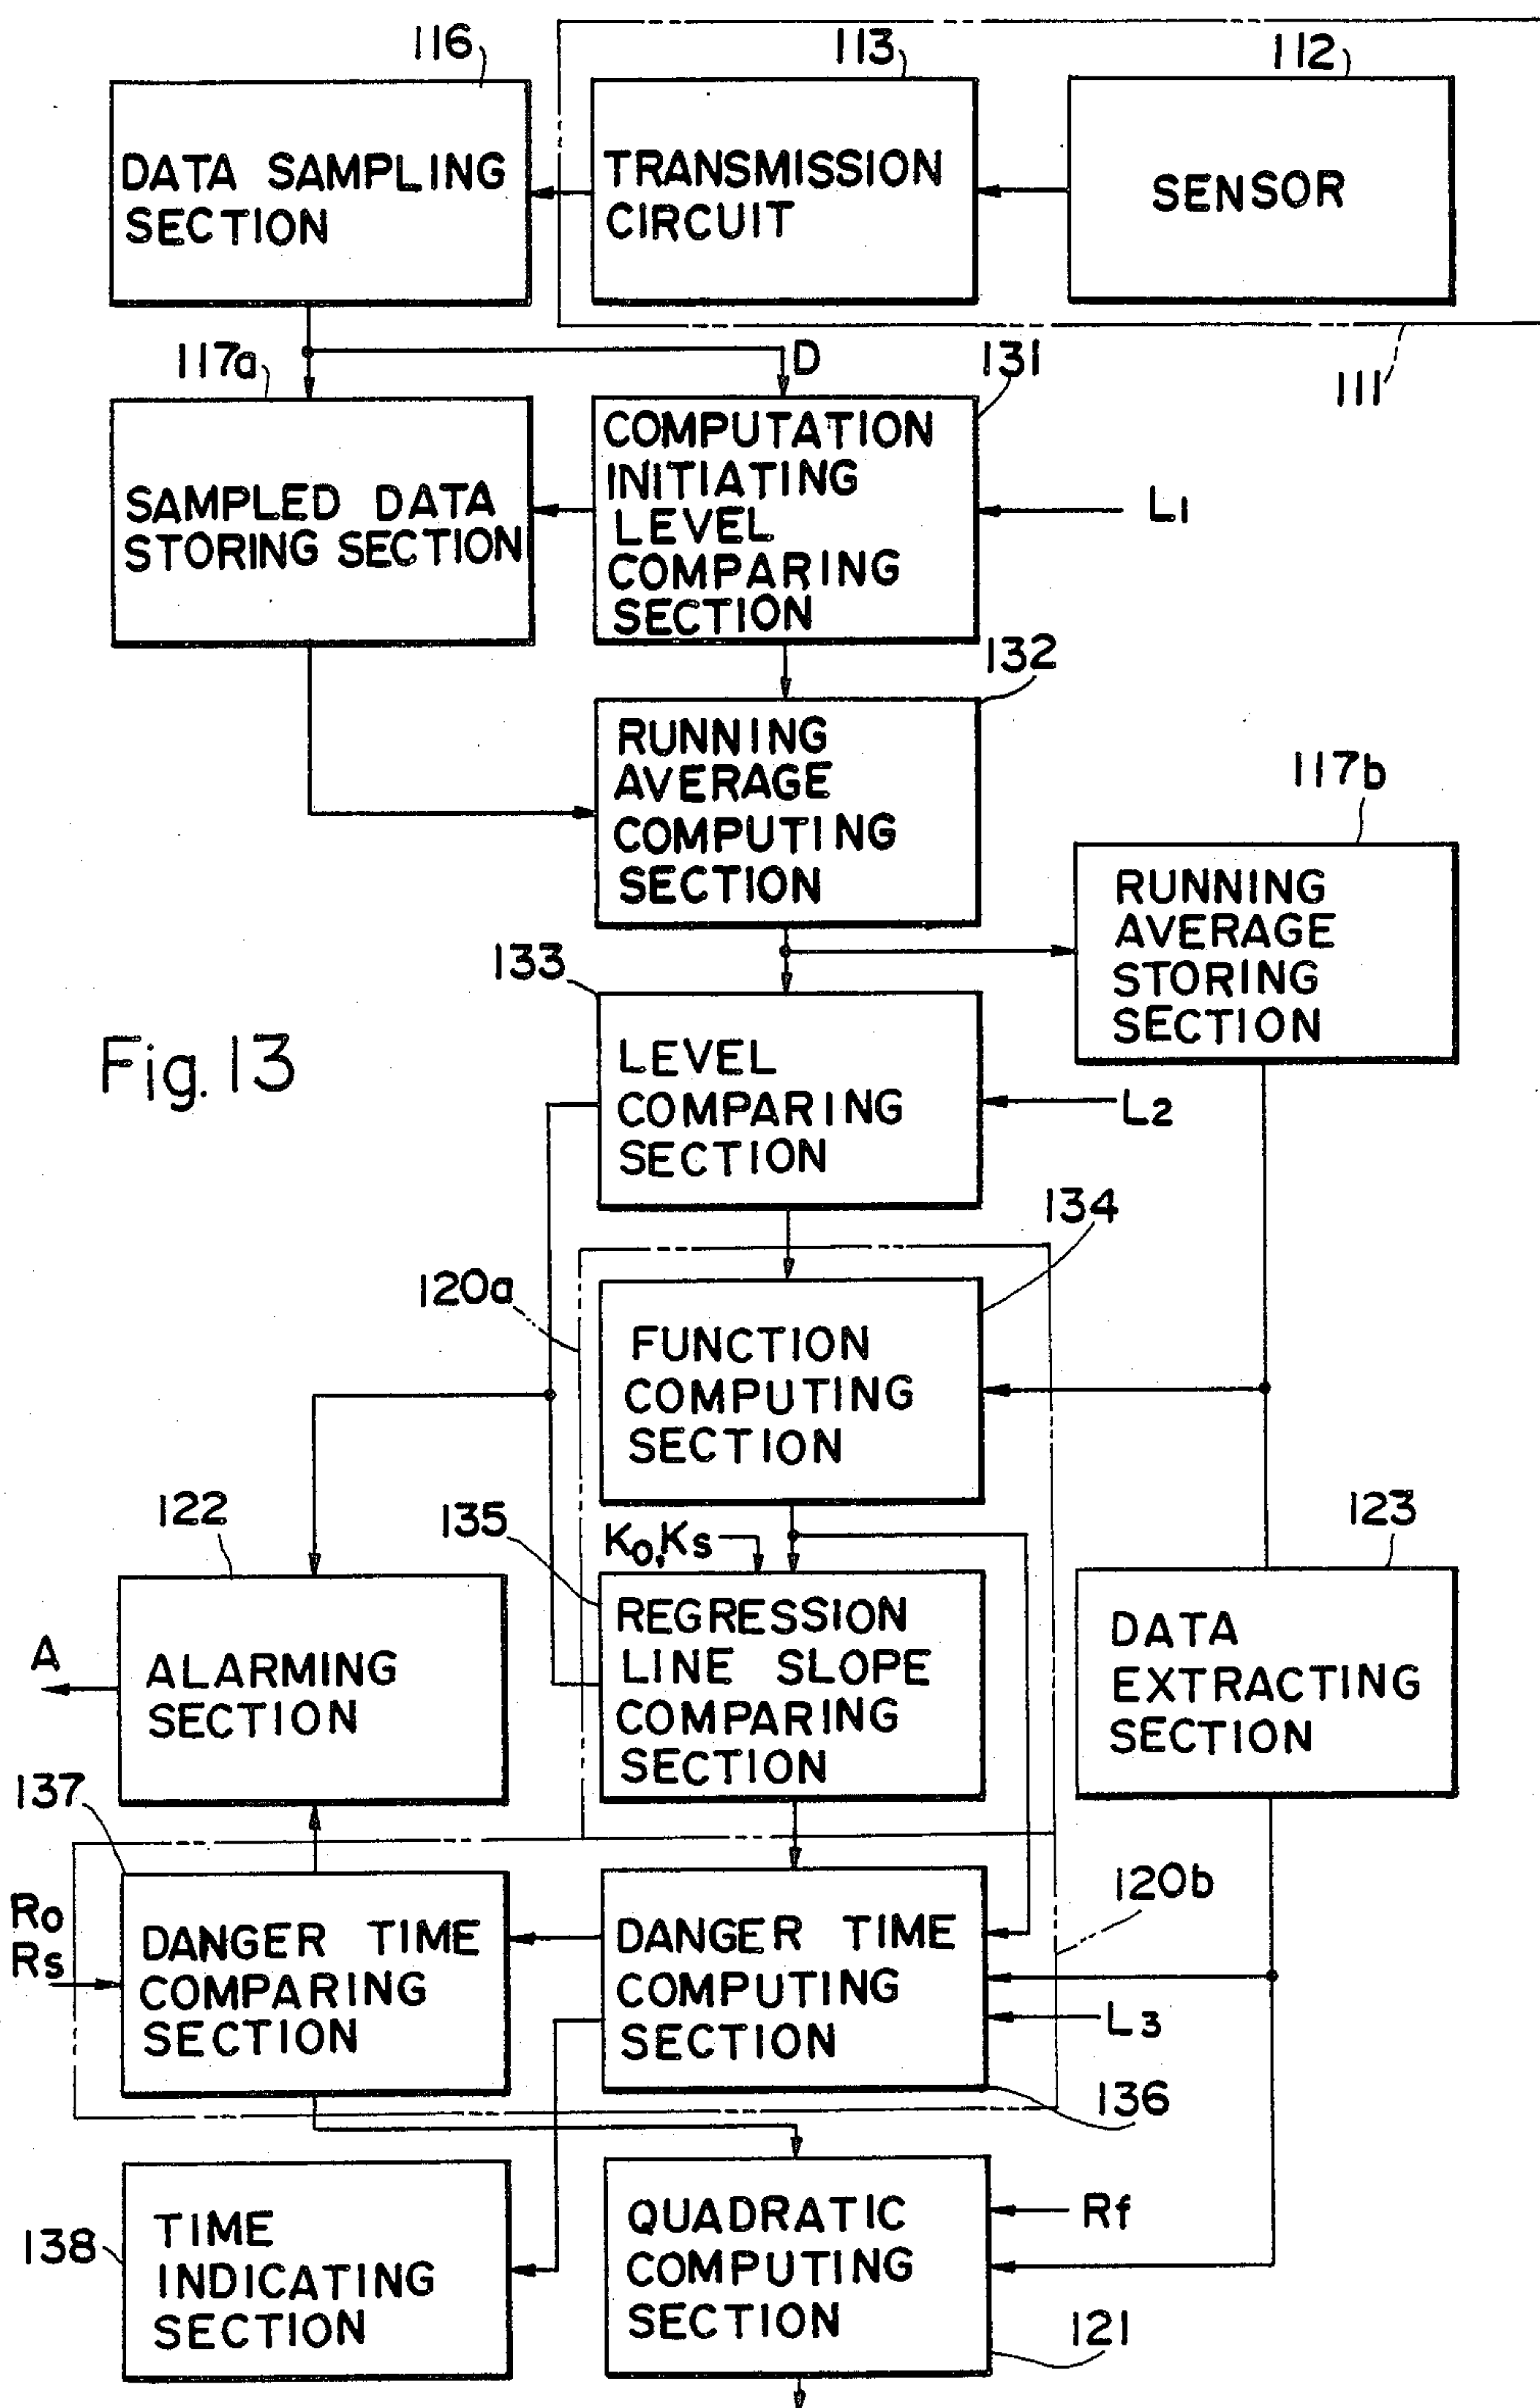 116
113
112
DATA SAMPLING
SECTION
TRANSMISSION
CIRCUIT
SENSOR
111
117a
D
131
SAMPLED DATA
STORING SECTION
COMPUTATION
INITIATING
LEVEL
COMPARING
SECTION
L1
132
RUNNING
AVERAGE
COMPUTING
SECTION
117b
RUNNING
AVERAGE
STORING
SECTION
133
Fig. 13
LEVEL
COMPARING
SECTION
L2
134
120a
FUNCTION
COMPUTING
SECTION
122
135
Ko,Ks
123
A
ALARMING
SECTION
REGRESSION
LINE SLOPE
COMPARING
SECTION
DATA
EXTRACTING
SECTION
137
120b
Ro
Rs
DANGER TIME
COMPARING
SECTION
DANGER TIME
COMPUTING
SECTION
L3
136
138
TIME
INDICATING
SECTION
QUADRATIC
COMPUTING
SECTION
Rf
121